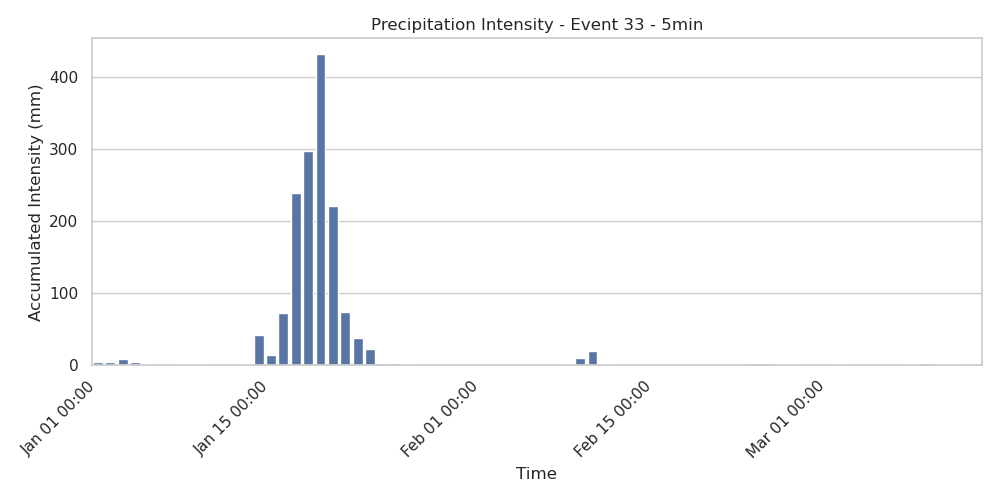 Precipitation Intensity - Event 33 - 5min
Accumulated Intensity (mm)
400
300
200
100
0
Jan 01 00:00
Jan 15 00:00
Feb 01 00:00
Feb 15 00:00
Mar 01 00:00
Time